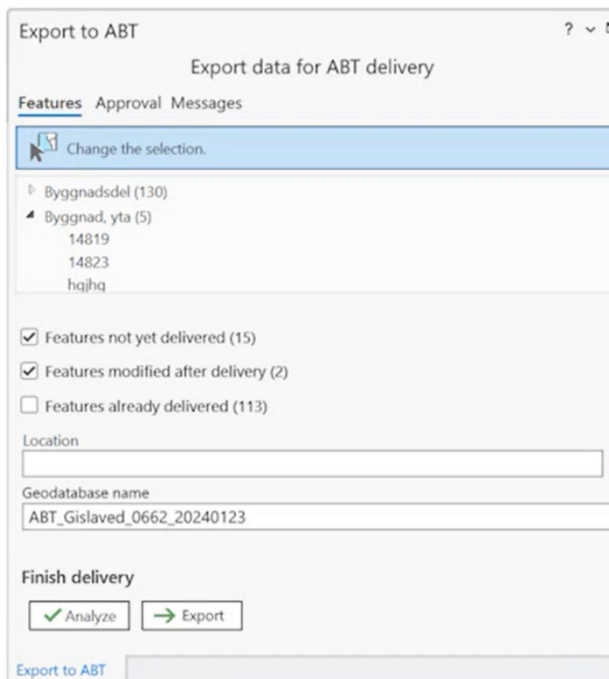 Export to ABT
Export data for ABT delivery
Features Approval Messages
Change the selection.
Byggnadsdel (130)
Byggnad, yta (5)
14819
14823
hqjhq
Features not yet delivered (15)
Features modified after delivery (2)
Features already delivered (113)
Location
Geodatabase name
ABT_Gislaved_0662_20240123
Finish delivery
Analyze Export
Export to ABT